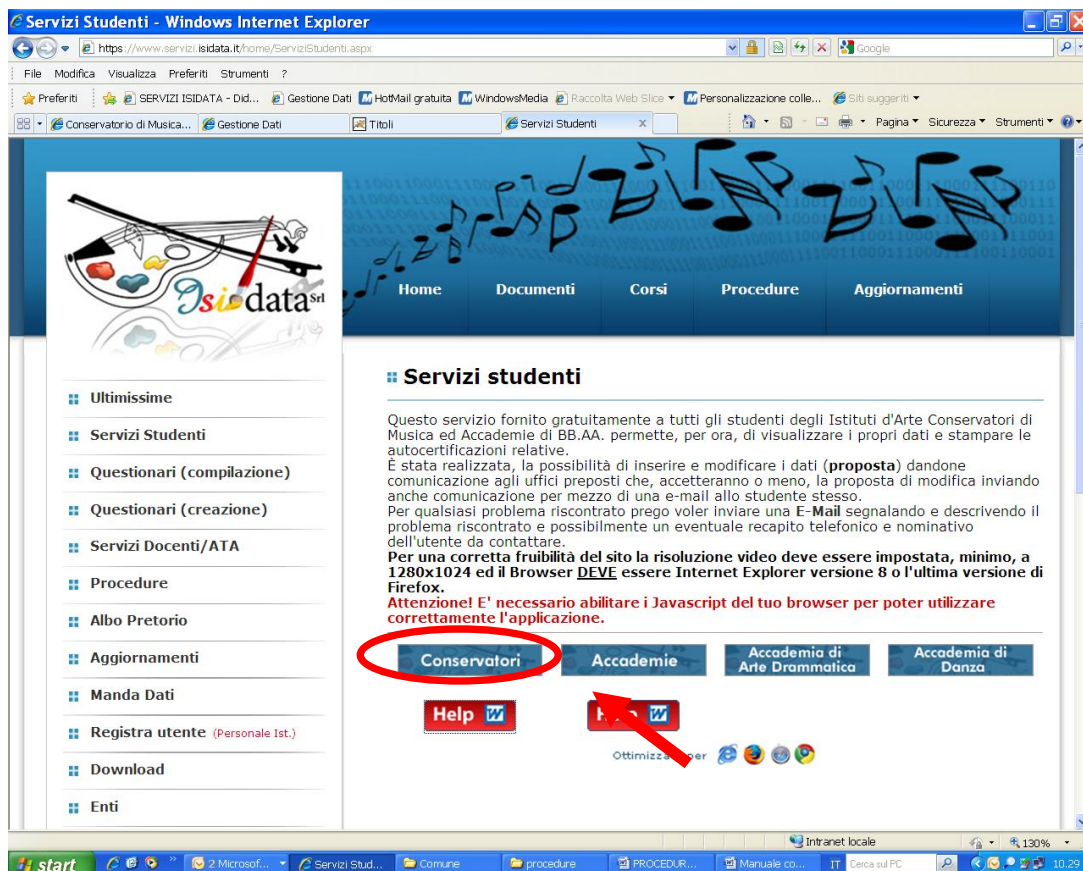 Servizi Studenti - Windows Internet Explorer
https://www.servizi.isidata.it/home/ServiziStudenti.aspx
Google
File Modifica Visualizza Preferiti Strumenti ?
Preferiti SERVIZI ISIDATA - Did... Gestione Dati HotMail gratuita WindowsMedia Raccolta Web Slice Personalizzazione colle... Siti suggeriti
Conservatorio di Musica... Gestione Dati Titoli Servizi Studenti x Pagina Sicurezza Strumenti
Isidata Srl
Home Documenti Corsi Procedure Aggiornamenti
Ultimissime
Servizi Studenti
Questionari (compilazione)
Questionari (creazione)
Servizi Docenti/ATA
Procedure
Albo Pretorio
Aggiornamenti
Manda Dati
Registra utente (Personale Ist.)
Download
Enti
Servizi studenti
Questo servizio fornito gratuitamente a tutti gli studenti degli Istituti d'Arte Conservatori di
Musica ed Accademie di BB.AA. permette, per ora, di visualizzare i propri dati e stampare le
autocertificazioni relative.
È stata realizzata, la possibilità di inserire e modificare i dati (proposta) dandone
comunicazione agli uffici preposti che, accetteranno o meno, la proposta di modifica inviando
anche comunicazione per mezzo di una e-mail allo studente stesso.
Per qualsiasi problema riscontrato prego voler inviare una E-Mail segnalando e descrivendo il
problema riscontrato e possibilmente un eventuale recapito telefonico e nominativo
dell'utente da contattare.
Per una corretta fruibilità del sito la risoluzione video deve essere impostata, minimo, a
1280x1024 ed il Browser DEVE essere Internet Explorer versione 8 o l'ultima versione di
Firefox.
Attenzione! E' necessario abilitare i Javascript del tuo browser per poter utilizzare
correttamente l'applicazione.
Conservatori Accademie Accademia di Arte Drammatica Accademia di Danza
Help
per
Intranet locale 130%
start 2 Microsof... Servizi Stud... Comune procedure PROCEDUR... Manuale co... IT Cerca sul PC 10.29